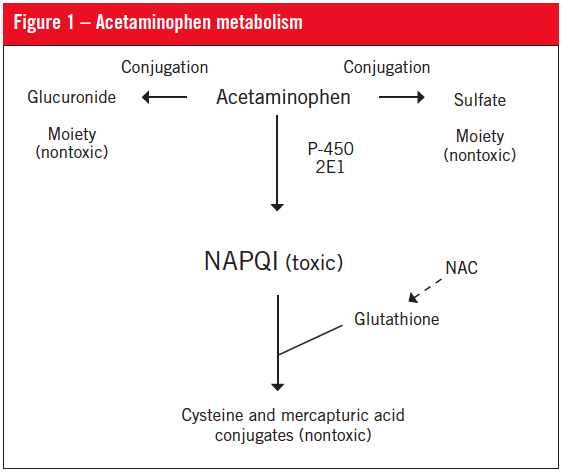 Figure 1 – Acetaminophen metabolism
Conjugation
Conjugation
Glucuronide
Acetaminophen
Sulfate
Moiety
(nontoxic)
Moiety
(nontoxic)
P-450
2E1
NAPQI (toxic)
NAC
Glutathione
Cysteine and mercapturic acid
conjugates (nontoxic)